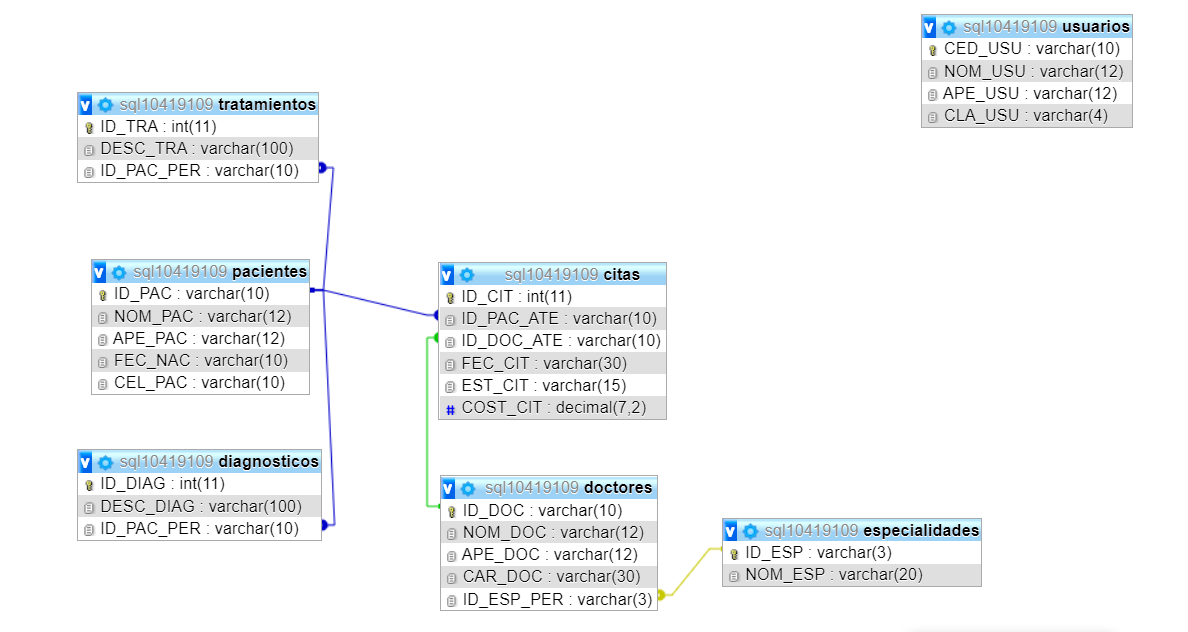 sql10419109 usuarios
CED_USU : varchar(10)
NOM_USU : varchar(12)
APE_USU : varchar(12)
CLA_USU : varchar(4)
sql10419109 tratamientos
ID_TRA : int(11)
DESC_TRA : varchar(100)
ID_PAC_PER : varchar(10)
sql10419109 pacientes
ID_PAC : varchar(10)
NOM_PAC : varchar(12)
APE_PAC : varchar(12)
FEC_NAC : varchar(10)
CEL_PAC : varchar(10)
sql10419109 citas
ID_CIT : int(11)
ID_PAC_ATE : varchar(10)
ID_DOC_ATE : varchar(10)
FEC_CIT : varchar(30)
EST_CIT : varchar(15)
# COST_CIT : decimal(7,2)
sql10419109 diagnosticos
ID_DIAG : int(11)
DESC_DIAG : varchar(100)
ID_PAC_PER : varchar(10)
sql10419109 doctores
ID_DOC : varchar(10)
NOM_DOC : varchar(12)
APE_DOC : varchar(12)
CAR_DOC : varchar(30)
ID_ESP_PER : varchar(3)
sql10419109 especialidades
ID_ESP : varchar(3)
NOM_ESP : varchar(20)